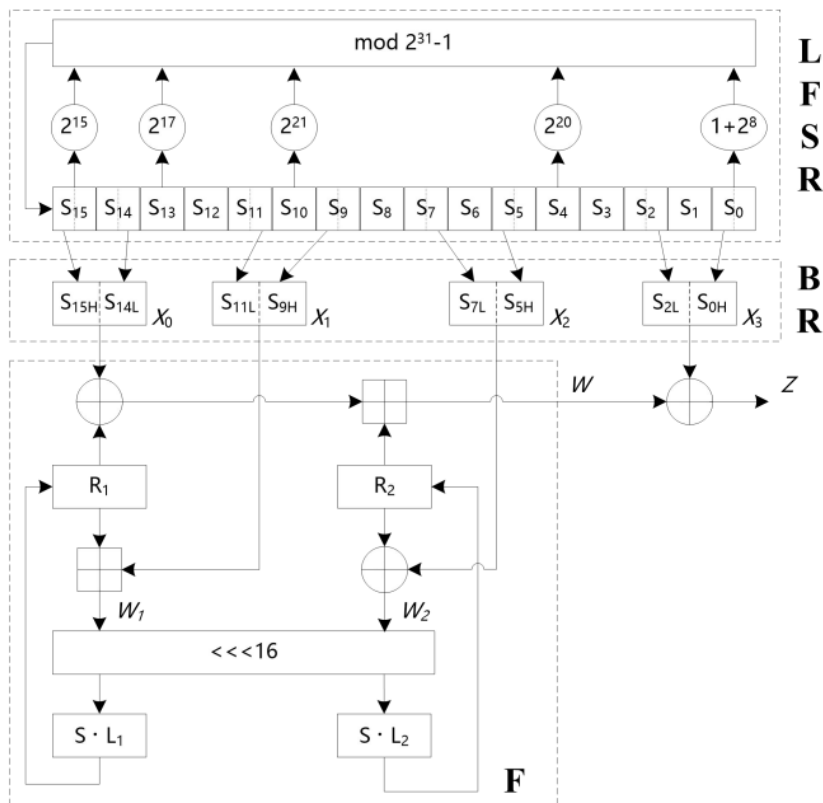 mod 2³¹-1
2¹⁵ 2¹⁷ 2²¹ 2²⁰ 1+2⁸
L
F
S
R
S₁₅ S₁₄ S₁₃ S₁₂ S₁₁ S₁₀ S₉ S₈ S₇ S₆ S₅ S₄ S₃ S₂ S₁ S₀
S₁₅H S₁₄L X₀ S₁₁L S₉H X₁ S₇L S₅H X₂ S₂L S₀H X₃
B
R
W Z
R₁ R₂
W₁ W₂
<<<16
S · L₁ S · L₂
F